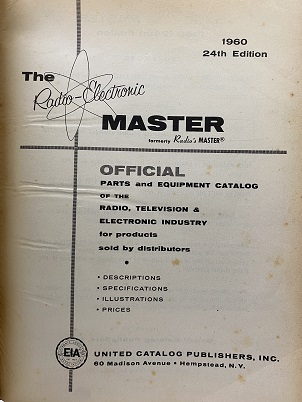 1960
24th Edition
The
Radio-Electronic
MASTER
formerly Radio's MASTER®
OFFICIAL
PARTS and EQUIPMENT CATALOG
OF THE
RADIO, TELEVISION &
ELECTRONIC INDUSTRY
for products
sold by distributors
• DESCRIPTIONS
• SPECIFICATIONS
• ILLUSTRATIONS
• PRICES
EIA
UNITED CATALOG PUBLISHERS, INC.
60 Madison Avenue • Hempstead, N.Y.